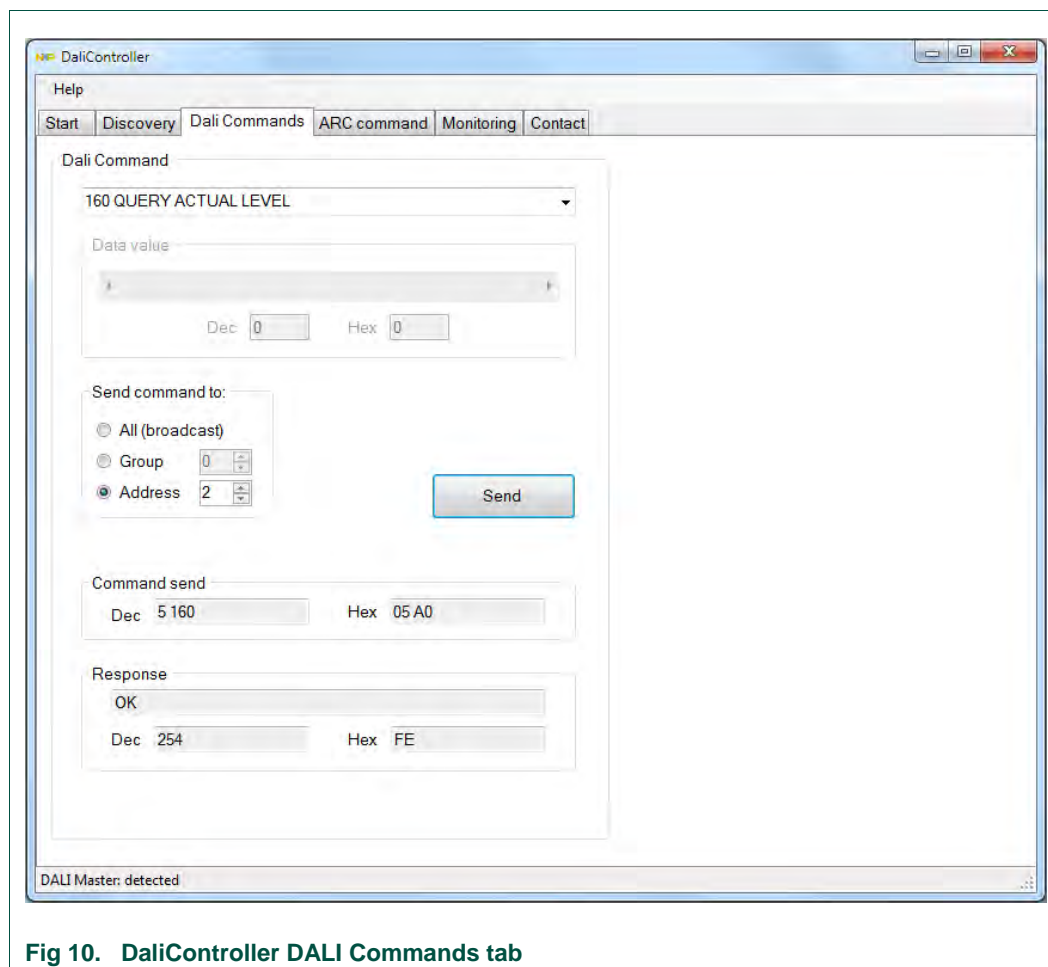 NXP DaliController
Help
Start Discovery Dali Commands ARC command Monitoring Contact
Dali Command
160 QUERY ACTUAL LEVEL
Data value
Dec 0 Hex 0
Send command to:
All (broadcast)
Group 0
Address 2
Send
Command send
Dec 5 160 Hex 05 A0
Response
OK
Dec 254 Hex FE
DALI Master: detected
Fig 10. DaliController DALI Commands tab